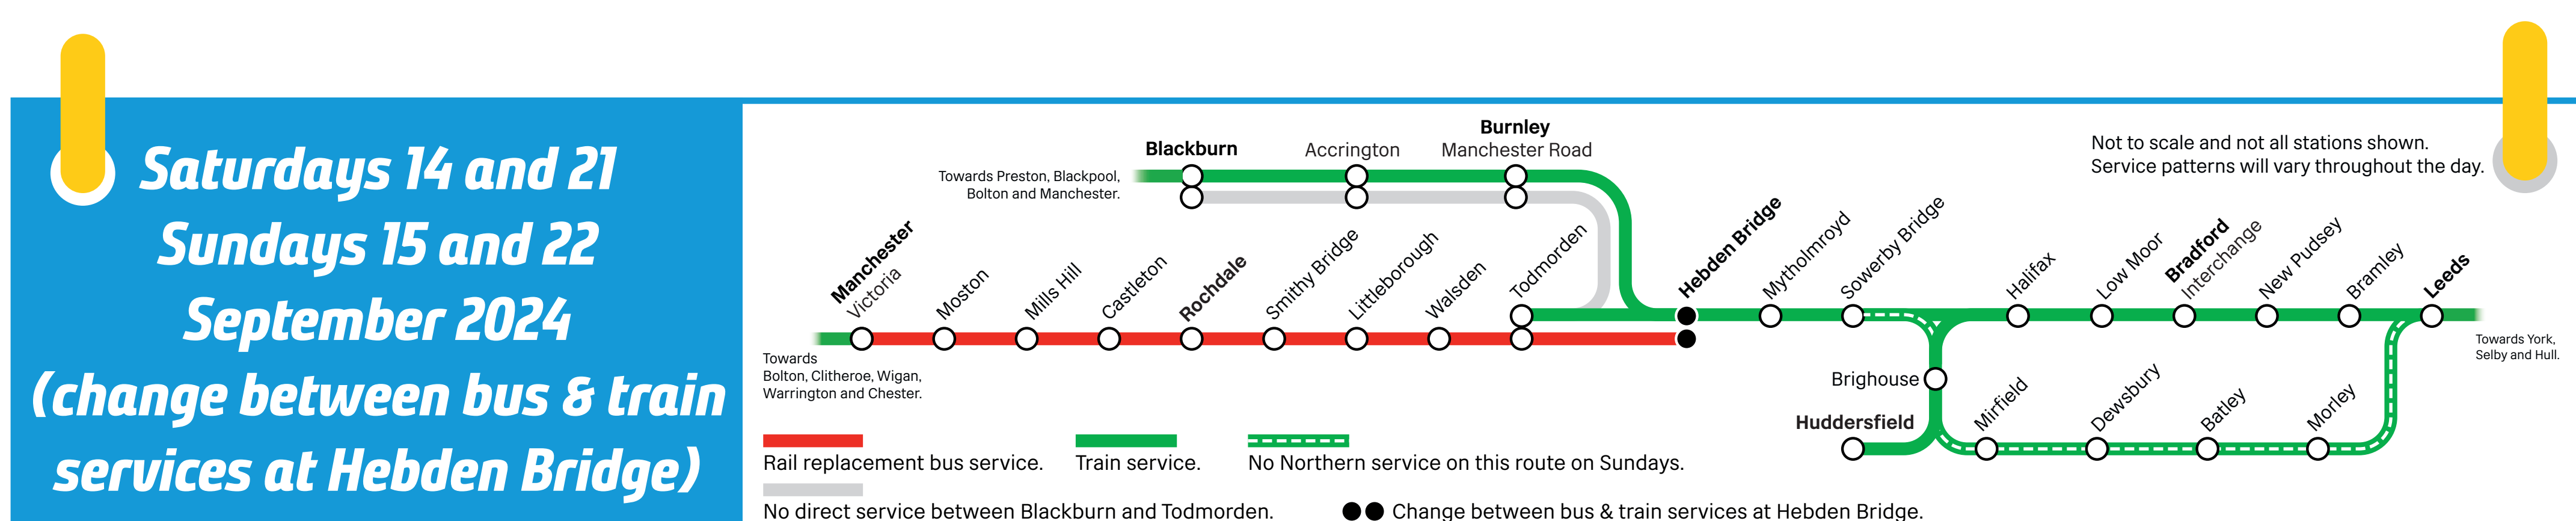 Saturdays 14 and 21
Sundays 15 and 22
September 2024
(change between bus & train
services at Hebden Bridge)
Not to scale and not all stations shown.
Service patterns will vary throughout the day.
Towards Preston, Blackpool,
Bolton and Manchester.
Blackburn
Accrington
Burnley
Manchester Road
Manchester
Victoria
Moston
Mills Hill
Castleton
Rochdale
Smithy Bridge
Littleborough
Walsden
Todmorden
Hebden Bridge
Mytholmroyd
Sowerby Bridge
Halifax
Low Moor
Bradford
Interchange
New Pudsey
Bramley
Leeds
Towards
Bolton, Clitheroe, Wigan,
Warrington and Chester.
Towards York,
Selby and Hull.
Brighouse
Huddersfield
Mirfield
Dewsbury
Batley
Morley
Rail replacement bus service.
Train service.
No Northern service on this route on Sundays.
No direct service between Blackburn and Todmorden.
Change between bus & train services at Hebden Bridge.